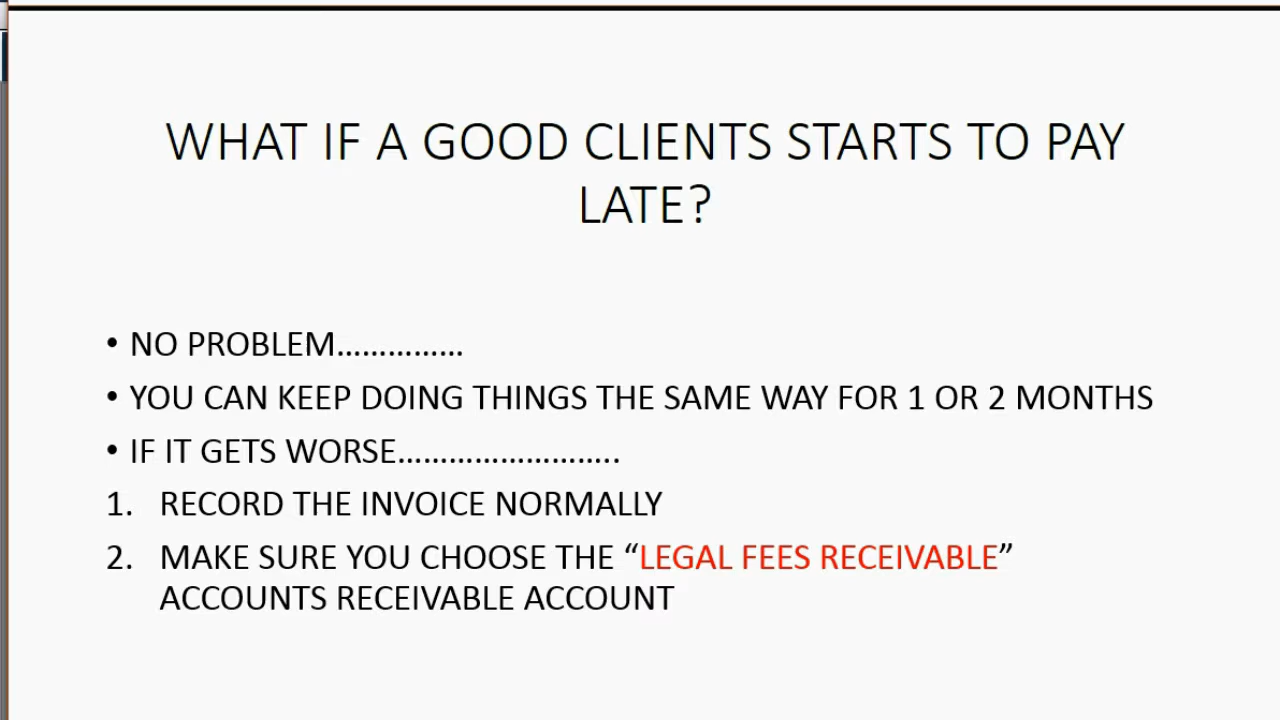 WHAT IF A GOOD CLIENTS STARTS TO PAY
LATE?
• NO PROBLEM……………
• YOU CAN KEEP DOING THINGS THE SAME WAY FOR 1 OR 2 MONTHS
• IF IT GETS WORSE……………………..
1. RECORD THE INVOICE NORMALLY
2. MAKE SURE YOU CHOOSE THE “LEGAL FEES RECEIVABLE”
ACCOUNTS RECEIVABLE ACCOUNT